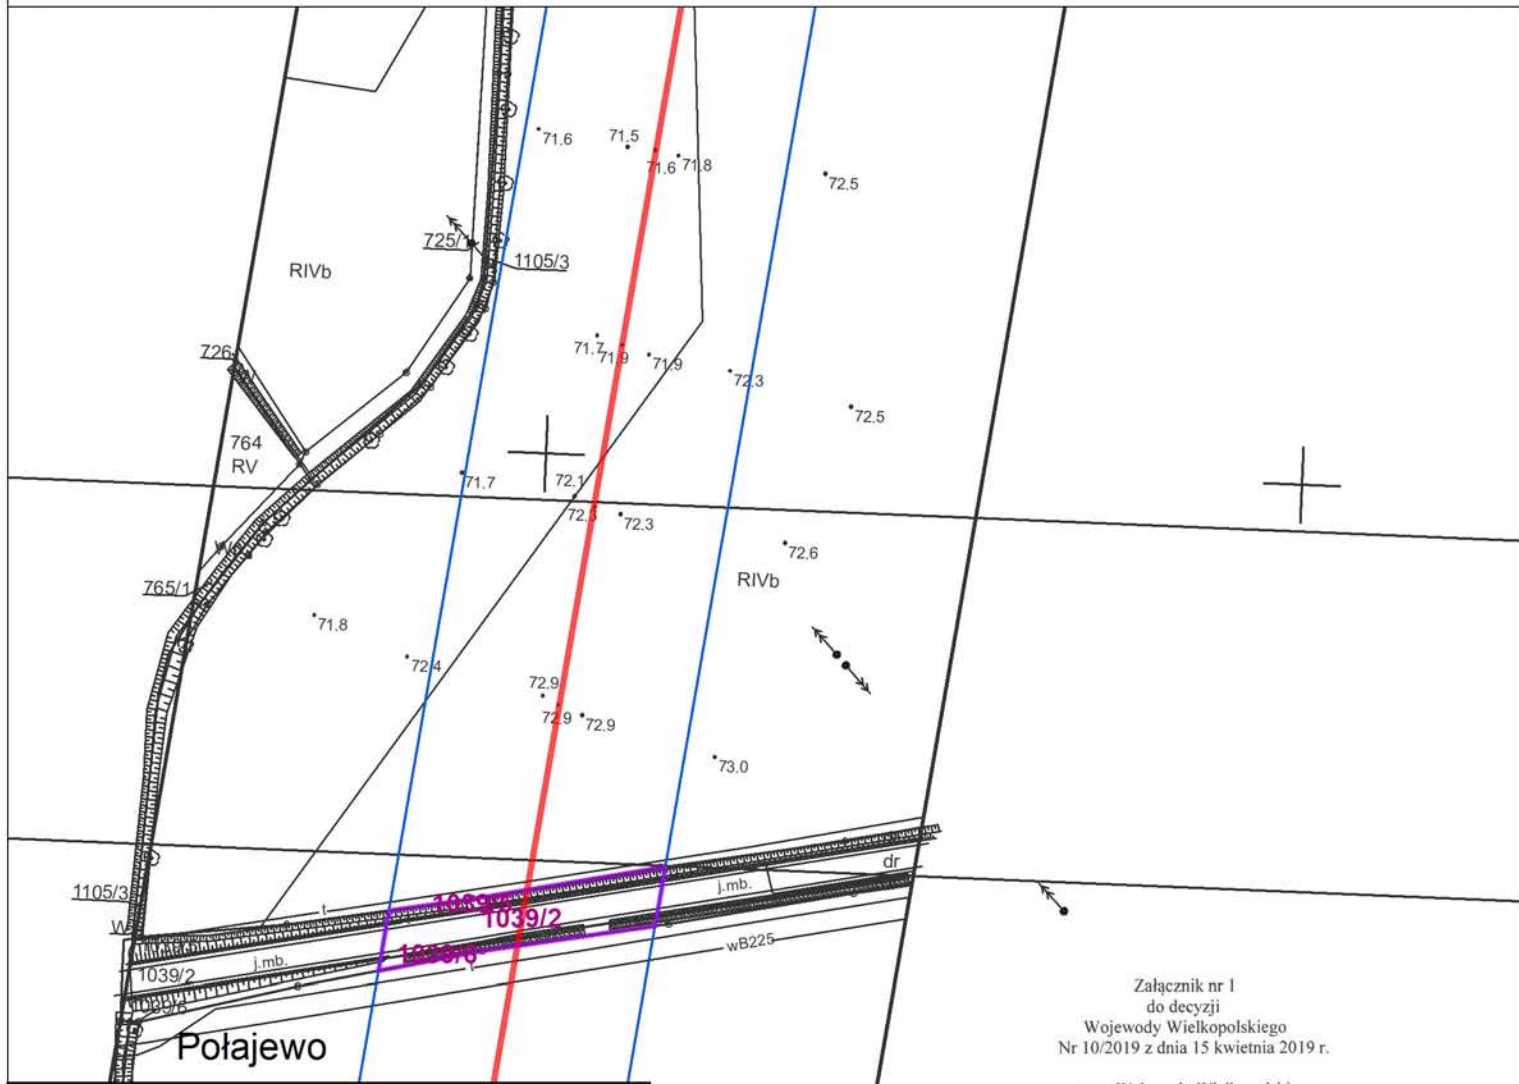 71.6
71.5
71.6
71.8
72.5
725/
1105/3
RIVb
71.7
71.9
71.9
72.3
72.5
726
W
764
RV
71.7
72.1
72.3
72.3
72.6
RIVb
W
765/1
71.8
72.4
72.9
72.9
72.9
73.0
dr
j.mb.
1105/3
W
t
1039/2
e
j.mb.
1039/2
1039/6
e
t
wB225
1039/6
Połajewo
Załącznik nr 1
do decyzji
Wojewody Wielkopolskiego
Nr 10/2019 z dnia 15 kwietnia 2019 r.